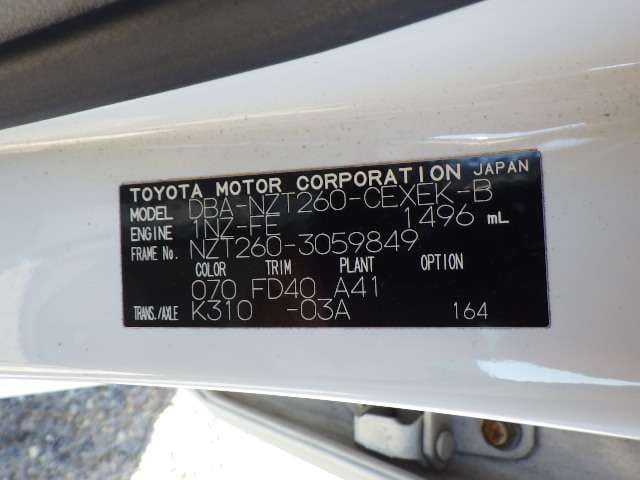 TOYOTA MOTOR CORPORATION JAPAN
MODEL DBA-NZT260-CEXEK-B
ENGINE 1NZ-FE 1496 mL
FRAME No. NZT260-3059849
COLOR TRIM PLANT OPTION
070 FD40 A41
TRANS./AXLE K310 -03A 164